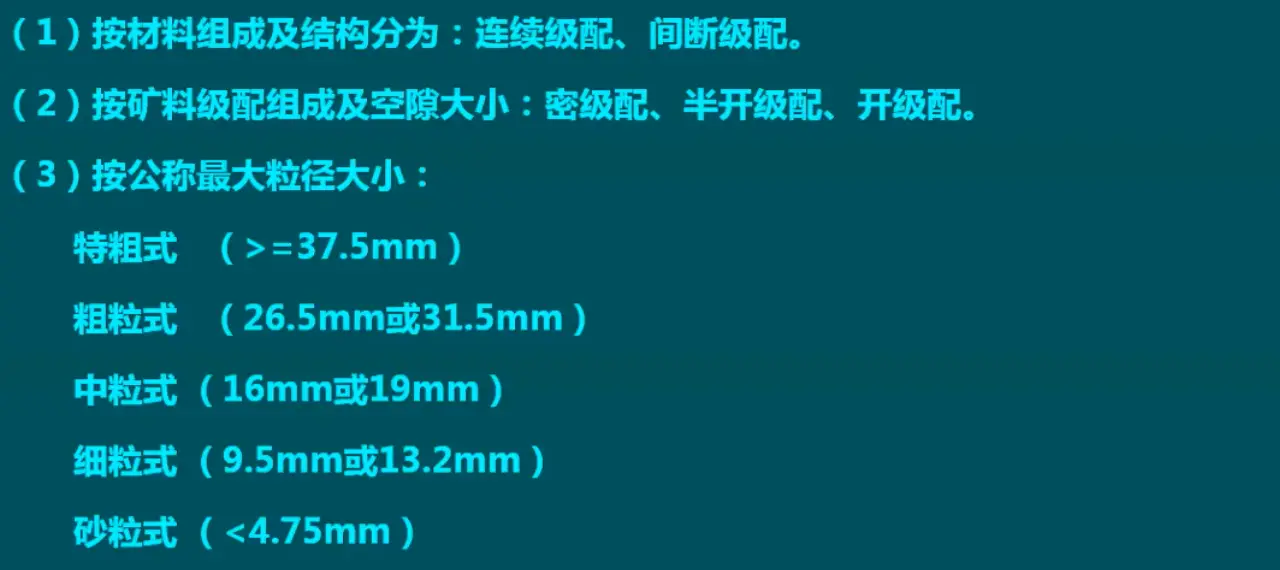 （1）按材料组成及结构分为：连续级配、间断级配。
（2）按矿料级配组成及空隙大小：密级配、半开级配、开级配。
（3）按公称最大粒径大小：
特粗式 （>=37.5mm）
粗粒式 （26.5mm或31.5mm）
中粒式（16mm或19mm）
细粒式（9.5mm或13.2mm）
砂粒式（<4.75mm）